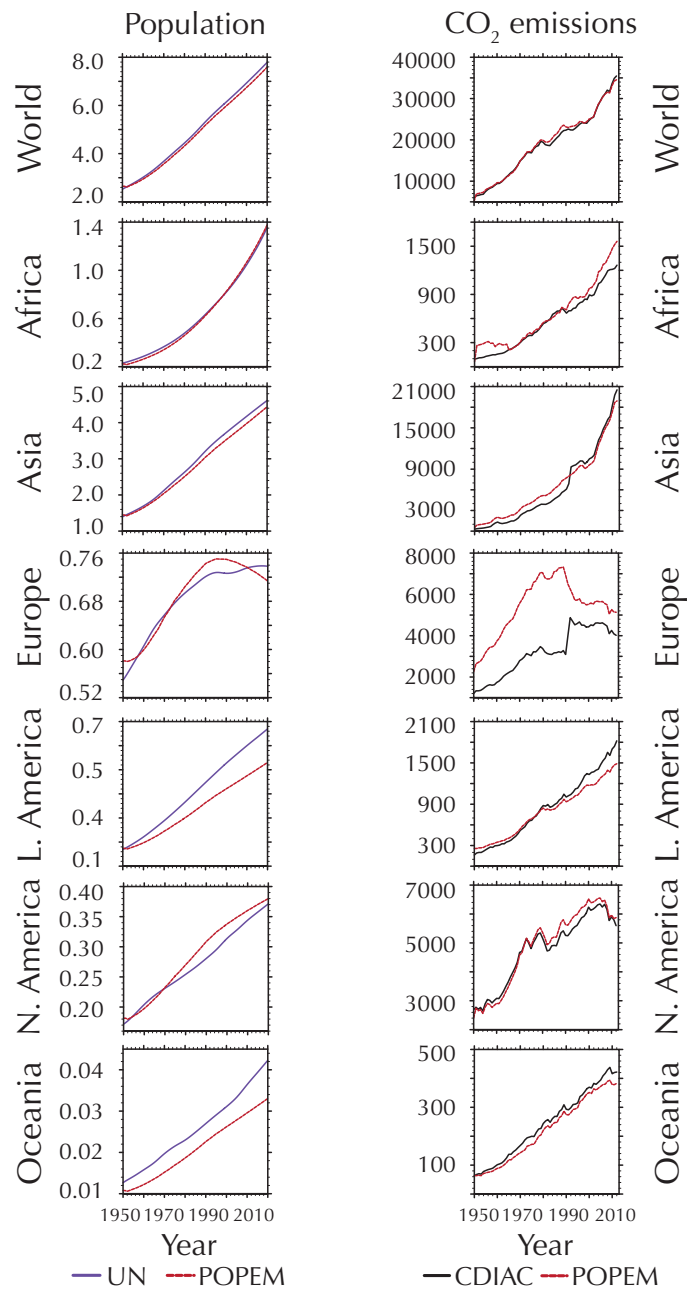 Population
CO₂ emissions
World
8.0
6.0
4.0
2.0
40000
30000
20000
10000
World
Africa
1.4
1.0
0.6
0.2
1500
900
300
Africa
Asia
5.0
4.0
3.0
2.0
1.0
21000
15000
9000
3000
Asia
Europe
0.76
0.68
0.60
0.52
8000
6000
4000
2000
Europe
L. America
0.7
0.5
0.4
0.1
2100
1500
900
300
L. America
N. America
0.40
0.35
0.30
0.25
0.20
7000
5000
3000
N. America
Oceania
0.04
0.03
0.02
0.01
500
300
100
Oceania
1950 1970 1990 2010
1950 1970 1990 2010
Year
Year
UN POPEM
CDIAC POPEM